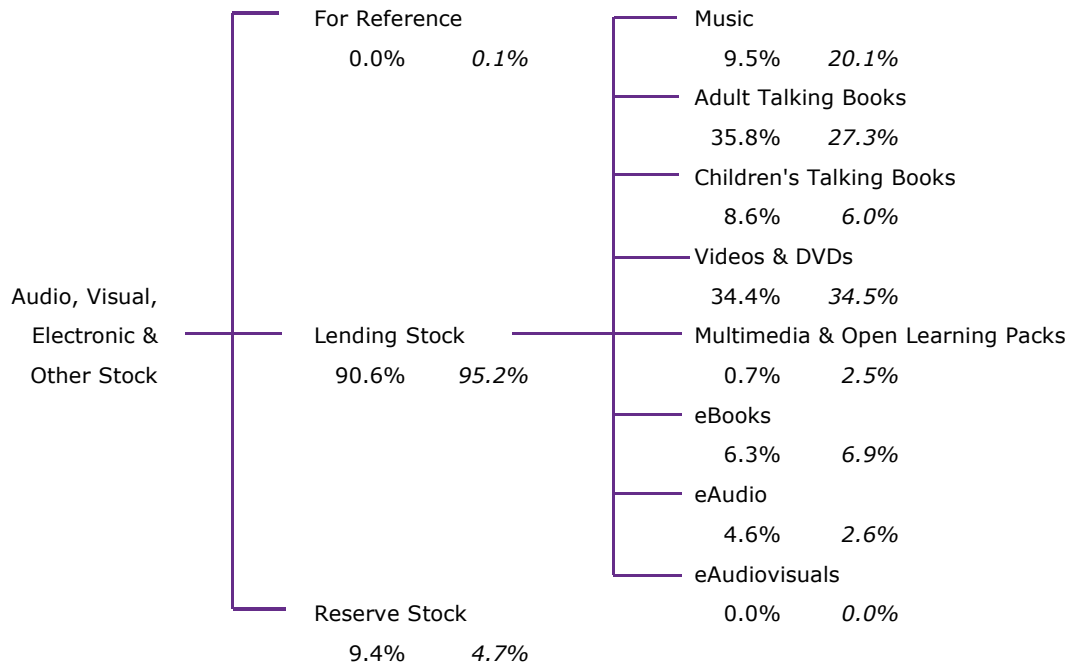 For Reference
0.0% 0.1%
Audio, Visual,
Electronic &
Other Stock
Lending Stock
90.6% 95.2%
Reserve Stock
9.4% 4.7%
Music
9.5% 20.1%
Adult Talking Books
35.8% 27.3%
Children's Talking Books
8.6% 6.0%
Videos & DVDs
34.4% 34.5%
Multimedia & Open Learning Packs
0.7% 2.5%
eBooks
6.3% 6.9%
eAudio
4.6% 2.6%
eAudiovisuals
0.0% 0.0%